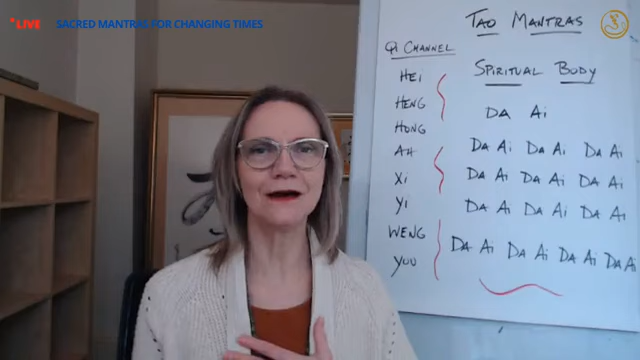 LIVE SACRED MANTRAS FOR CHANGING TIMES
TAO MANTRAS
QI CHANNEL
HEI
HENG
HONG
AH
Xi
Yi
WENG
YOU
SPIRITUAL BODY
DA Ai
DA Ai DA Ai DA Ai
DA Ai DA Ai DA Ai
DA Ai DA Ai DA Ai
DA Ai DA Ai DA Ai DA Ai